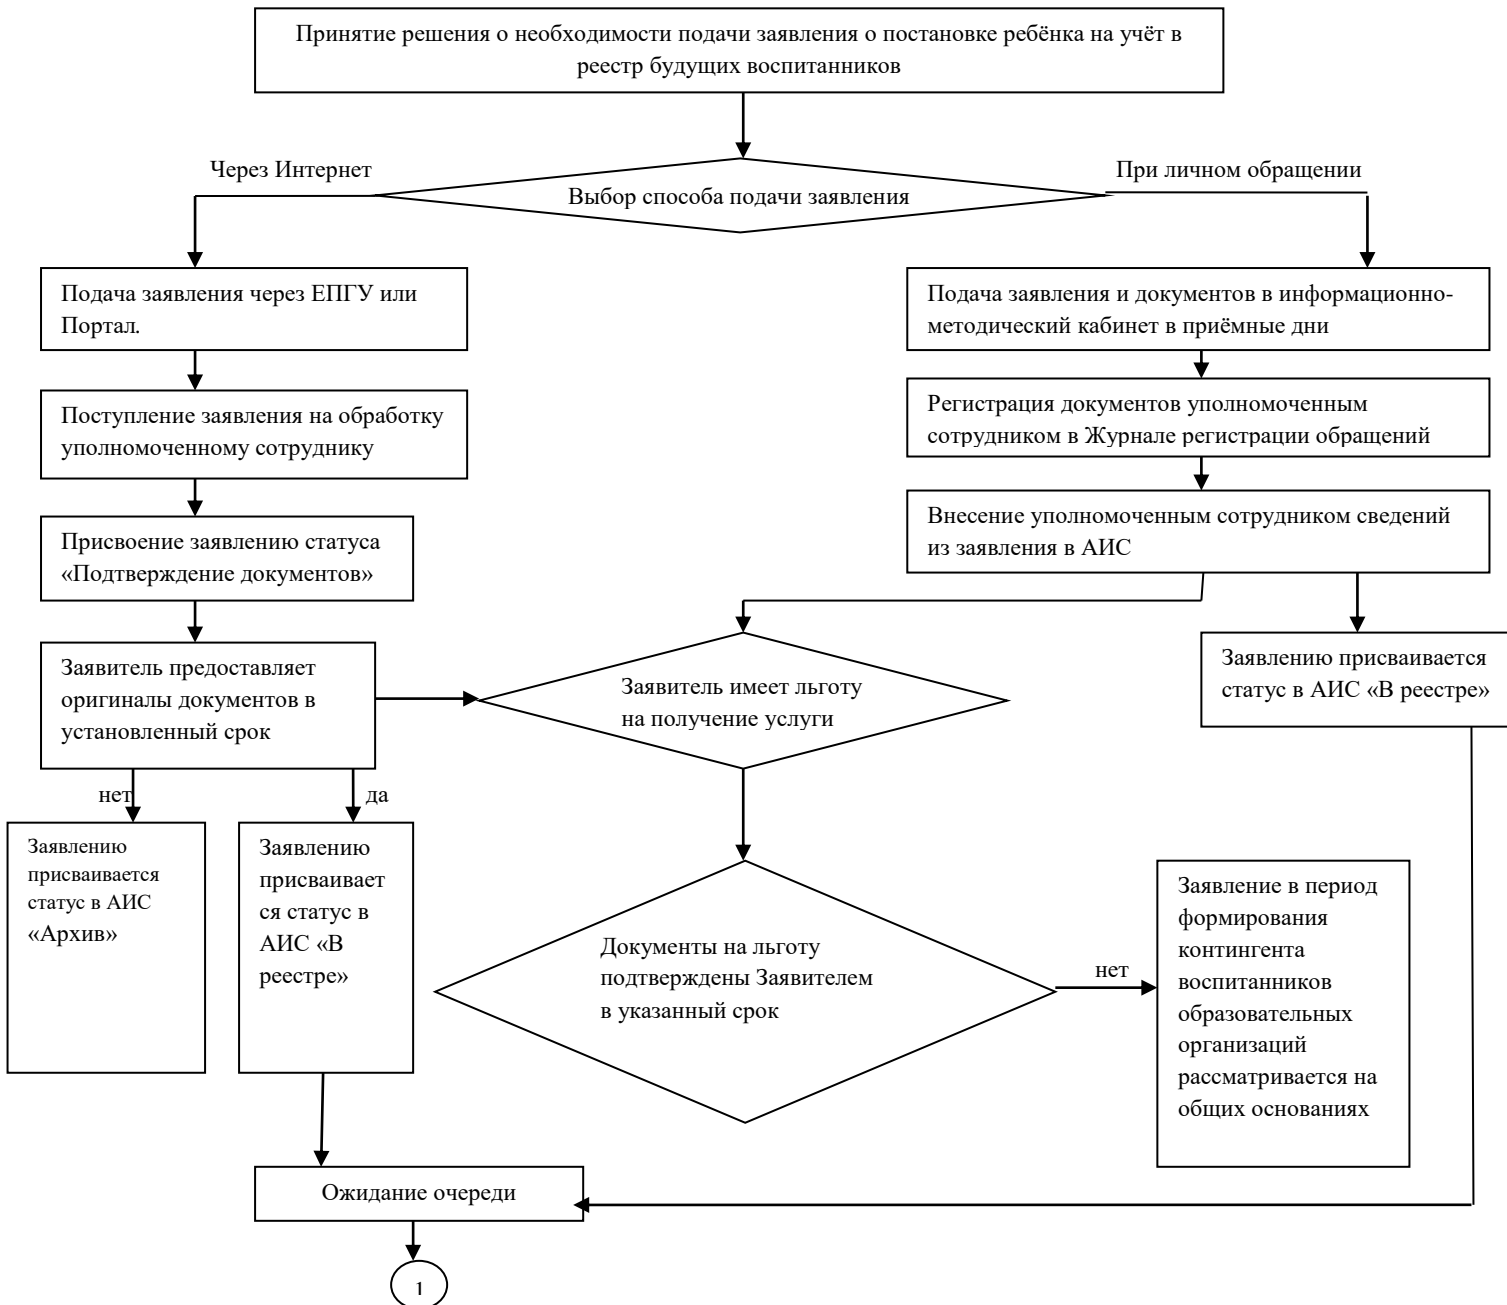 Принятие решения о необходимости подачи заявления о постановке ребёнка на учёт в
реестр будущих воспитанников
Через Интернет
При личном обращении
Выбор способа подачи заявления
Подача заявления через ЕПГУ или
Портал.
Подача заявления и документов в информационно-
методический кабинет в приёмные дни
Поступление заявления на обработку
уполномоченному сотруднику
Регистрация документов уполномоченным
сотрудником в Журнале регистрации обращений
Присвоение заявлению статуса
«Подтверждение документов»
Внесение уполномоченным сотрудником сведений
из заявления в АИС
Заявитель предоставляет
оригиналы документов в
установленный срок
Заявитель имеет льготу
на получение услуги
Заявлению присваивается
статус в АИС «В реестре»
нет
да
Заявлению
присваивается
статус в АИС
«Архив»
Заявлению
присваивает
ся статус в
АИС «В
реестре»
Документы на льготу
подтверждены Заявителем
в указанный срок
нет
Заявление в период
формирования
контингента
воспитанников
образовательных
организаций
рассматривается на
общих основаниях
Ожидание очереди
1